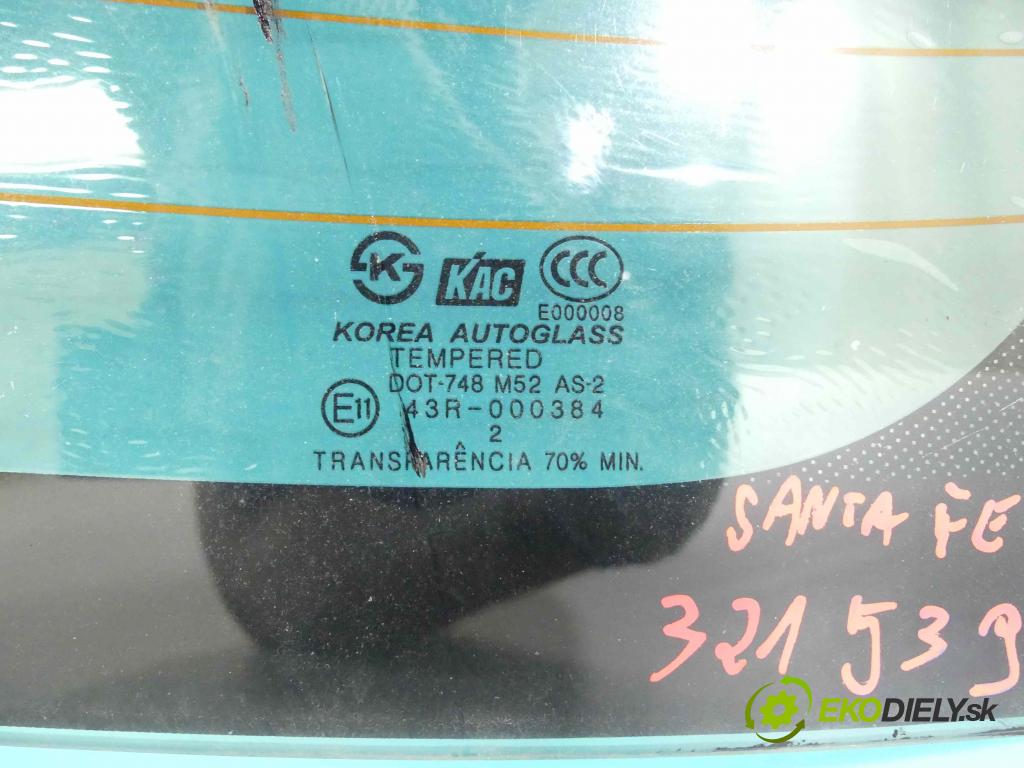 K
KAC
CCC
E000008
KOREA AUTOGLASS
TEMPERED
DOT-748 M52 AS-2
E11
43R-000384
2
TRANSPARÊNCIA 70% MIN.
SANTA FE
321539
EKODIELY.sk